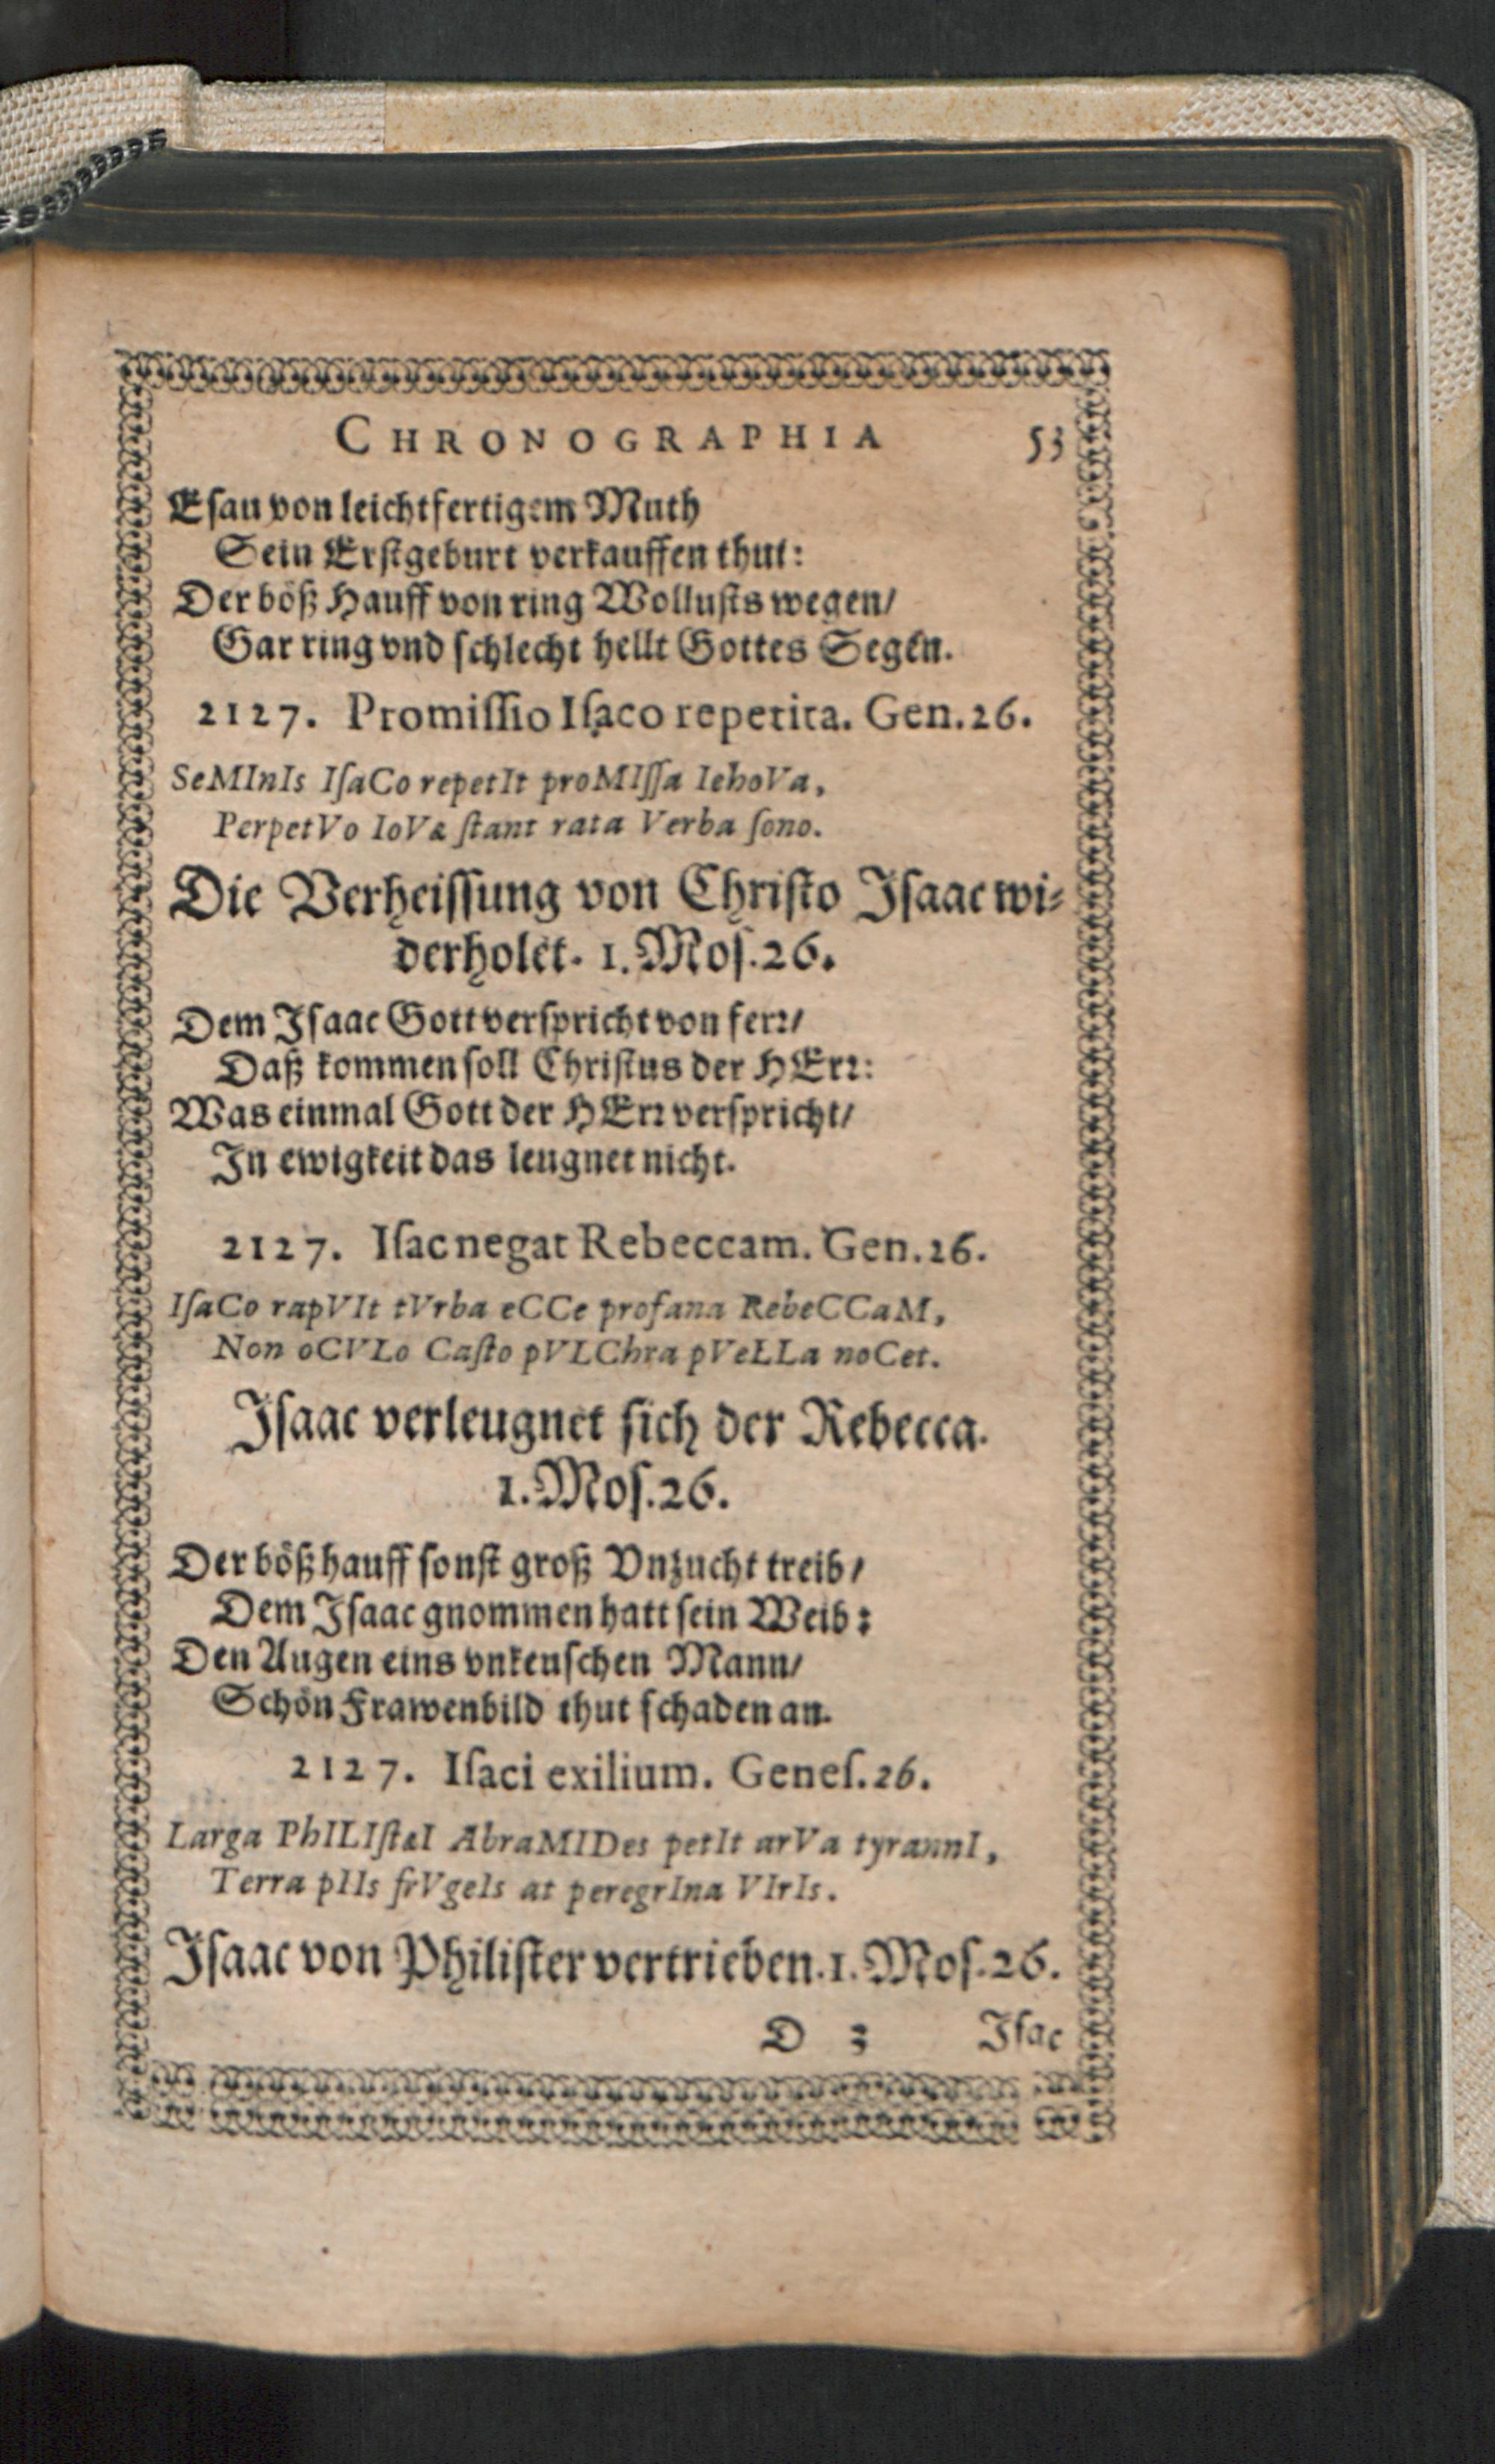 CHRONOGRAPHIA 53
Eſau von leichtfertigem Muth
Sein Erſtgeburt verkauffen thut:
Der böß Hauff von ring Wolluſts wegen/
Gar ring vnd ſchlecht hellt Gottes Segen.
2127. Promiſſio Iſaco repetita. Gen. 26.
SeMInIs IſaCo repetIt proMIſſa IehoVa,
PerpetVo IoVæ ſtant rata Verba ſono.
Die Verheiſſung von Chriſto Iſaac wi⸗
derholet. 1. Moſ. 26.
Dem Iſaac Gott verſpricht von ferꝛ/
Daß kommen ſoll Chriſtus der HErꝛ:
Was einmal Gott der HErꝛ verſpricht/
In ewigkeit das leugnet nicht.
2127. Iſac negat Rebeccam. Gen. 26.
IſaCo rapVIt tVrba eCCe profana RebeCCaM,
Non oCVLo Caſto pVLChra pVeLLa noCet.
Iſaac verleugnet ſich der Rebecca.
1. Moſ. 26.
Der böß hauff ſonſt groß Vnzucht treib/
Dem Iſaac gnommen hatt ſein Weib:
Den Augen eins vnkeuſchen Mann/
Schön Frawenbild thut ſchaden an.
2127. Iſaci exilium. Geneſ. 26.
Larga PhILIſtæI AbraMIDes petIt arVa tyrannI,
Terra pIIs frVgeIs at peregrIna VIrIs.
Iſaac von Philiſter vertrieben. 1. Moſ. 26.
D 3 Iſac